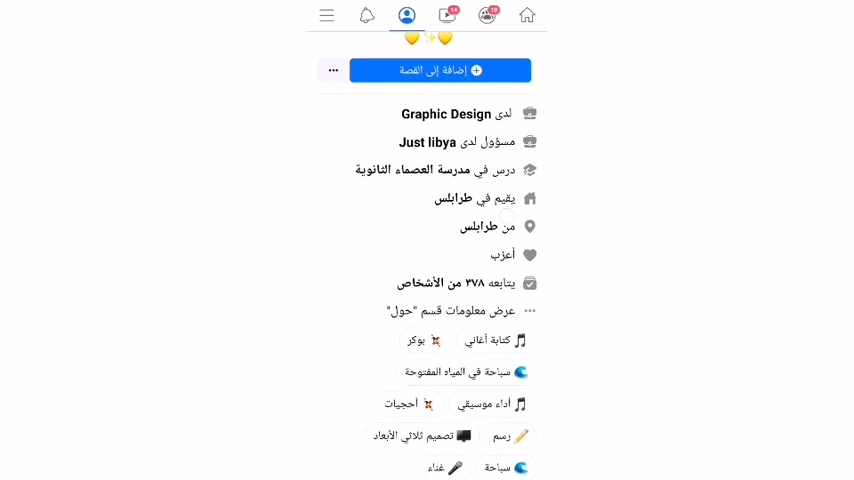 14
10
إضافة إلى القصة
لدى Graphic Design
مسؤول لدى Just libya
درس في مدرسة العصماء الثانوية
يقيم في طرابلس
من طرابلس
أعزب
يتابعه ٣٧٨ من الأشخاص
عرض معلومات قسم "حول"
كتابة أغاني
بوكر
سباحة في المياه المفتوحة
أداء موسيقي
أحجيات
رسم
تصميم ثلاثي الأبعاد
سباحة
غناء